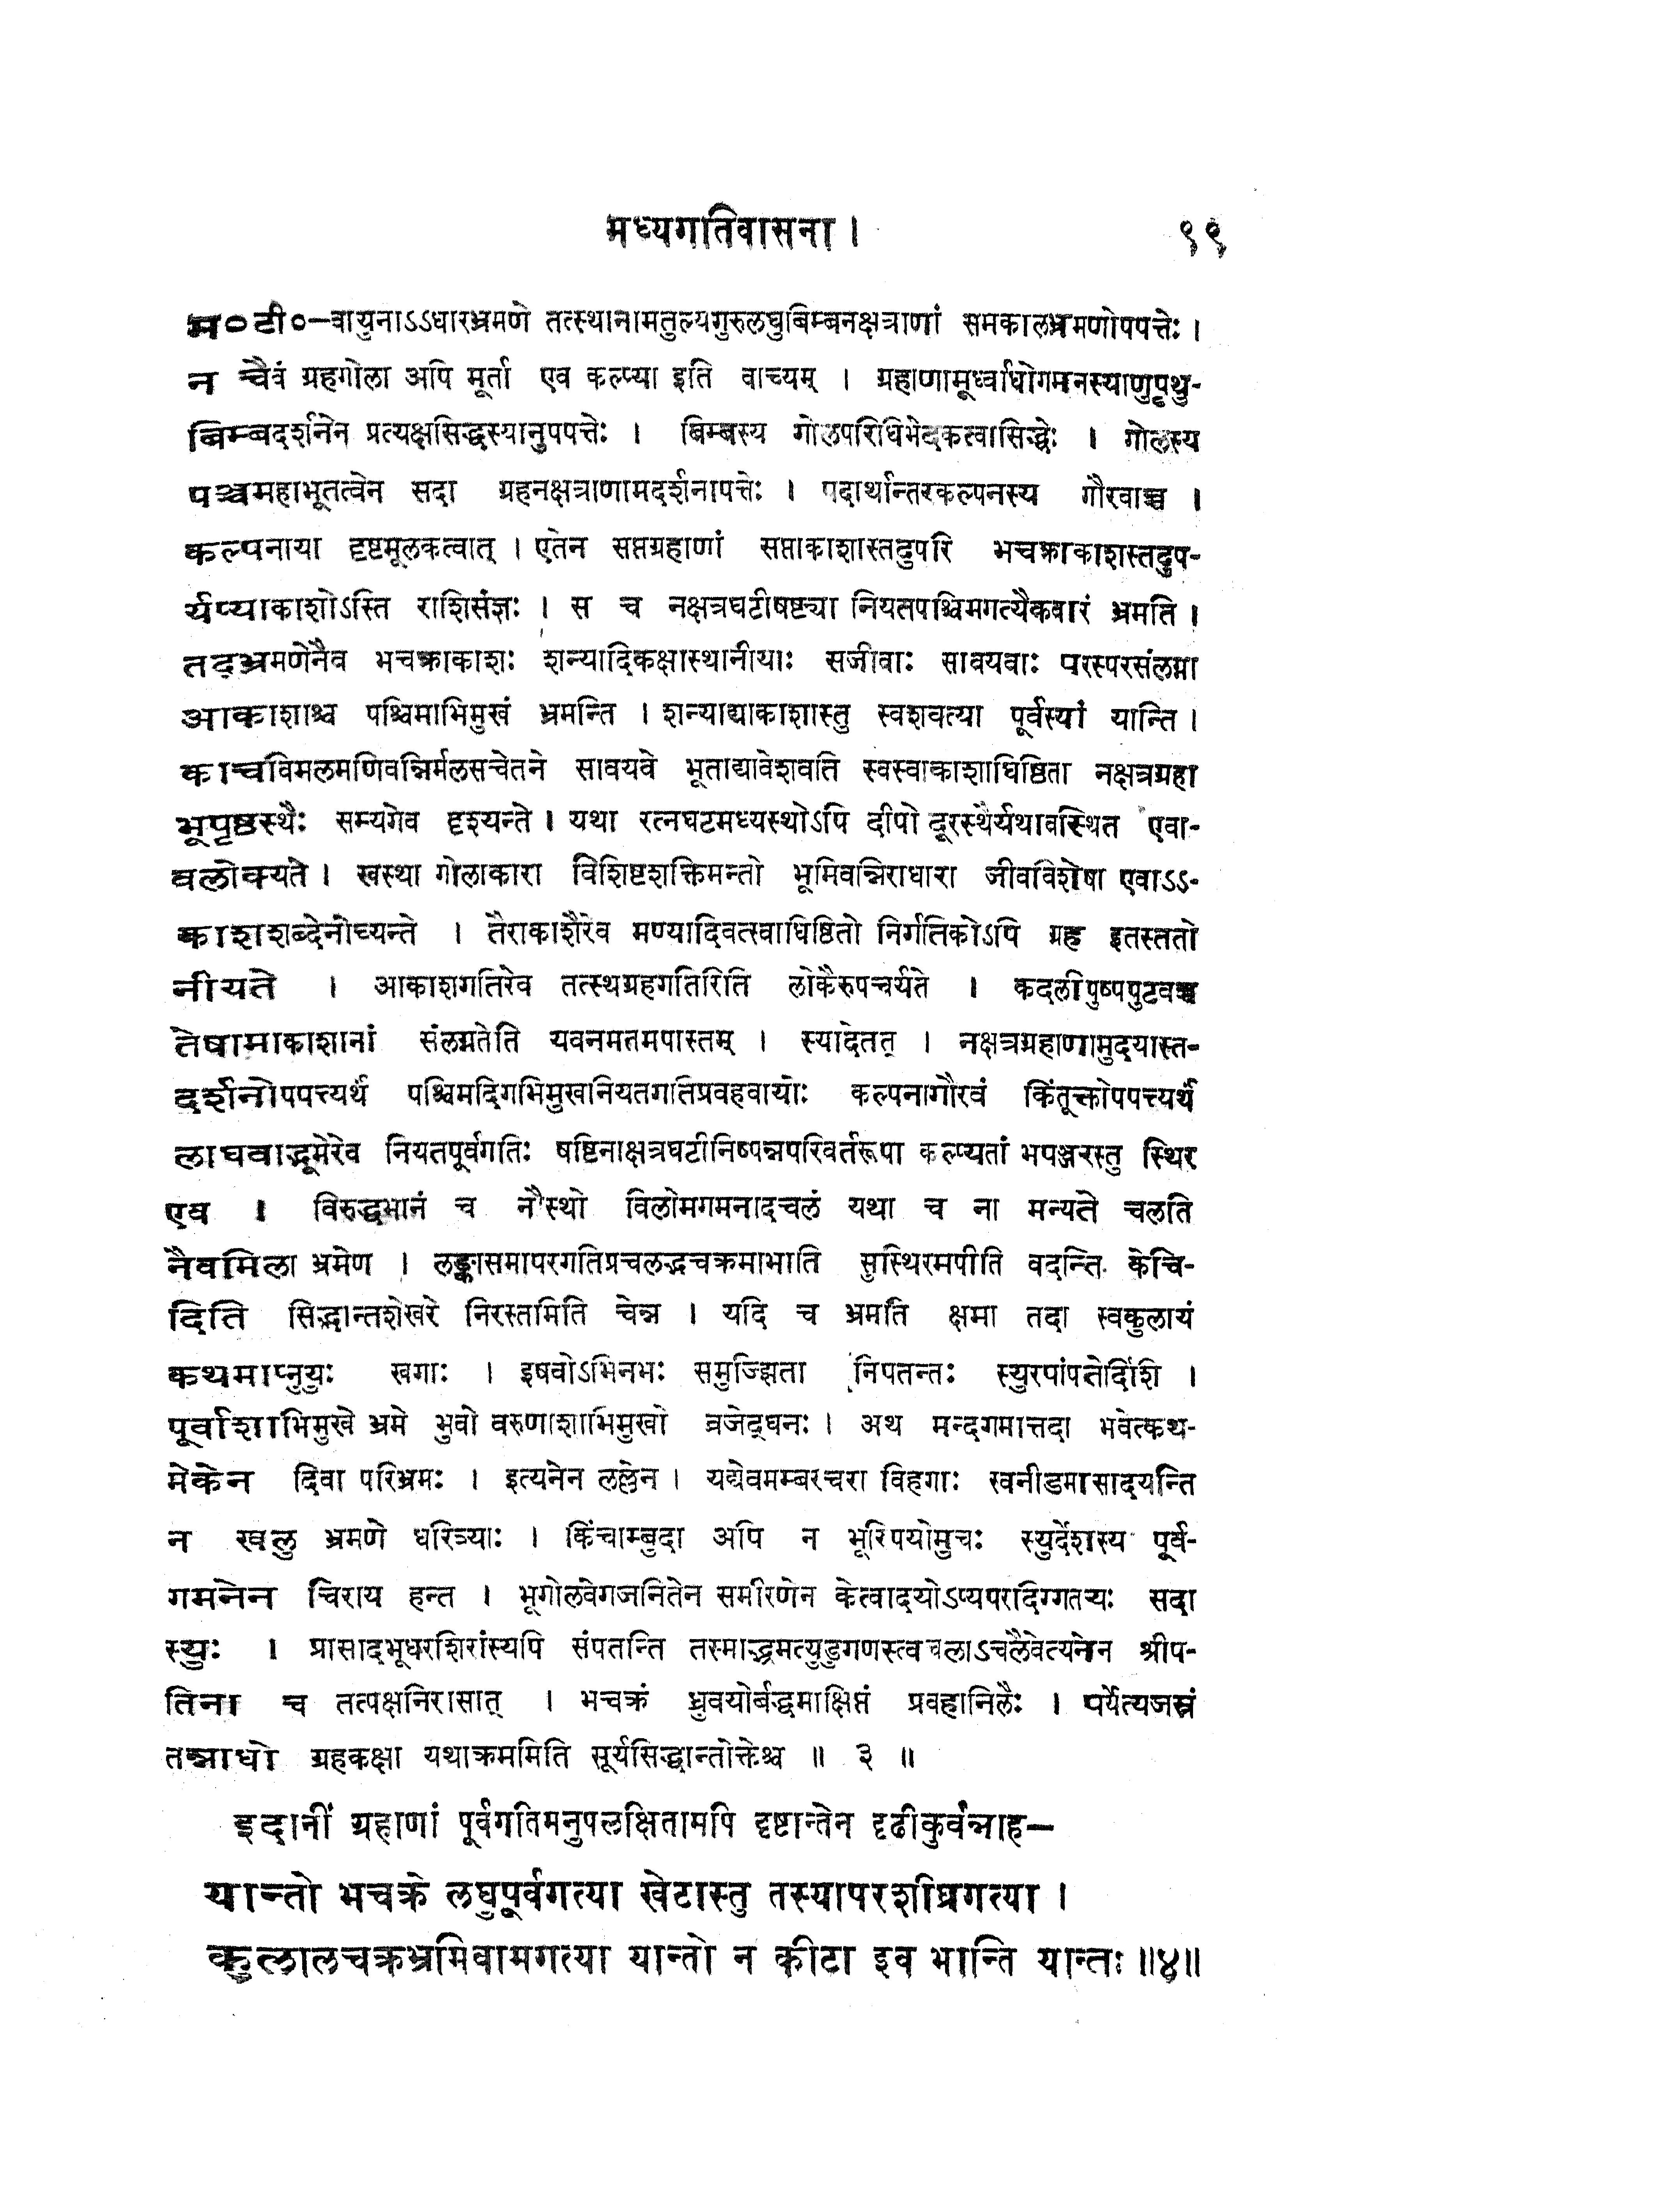 मध्यगतिवासना । ९९
म०टी०—वायुनाऽऽधारभ्रमणे तत्स्थानामतुल्यगुरुलघुबिम्बनक्षत्राणां समकालभ्रमणोपपत्तेः ।
न चैवं ग्रहगोला अपि मूर्ता एव कल्प्या इति वाच्यम् । ग्रहाणामूर्ध्वाधोगमनस्याणुपृथु-
बिम्बदर्शनेन प्रत्यक्षसिद्धस्यानुपपत्तेः । बिम्बस्य गोलपरिधिभेदकत्वासिद्धेः । गोलस्य
पञ्चमहाभूतत्वेन सदा ग्रहनक्षत्राणामदर्शनापत्तेः । पदार्थान्तरकल्पनस्य गौरवाच्च ।
कल्पनाया दृष्टमूलकत्वात् । एतेन सप्तग्रहाणां सप्ताकाशास्तदुपरि भचक्राकाशस्तदुप-
र्यप्याकाशोऽस्ति राशिसंज्ञः । स च नक्षत्रघटीषष्ट्या नियतपश्चिमगत्यैकवारं भ्रमति ।
तद्भ्रमणेनैव भचक्राकाशः शन्यादिकक्षास्थानीयाः सजीवाः सावयवाः परस्परसंलग्ना
आकाशाश्च पश्चिमाभिमुखं भ्रमन्ति । शन्याद्याकाशास्तु स्वशक्त्या पूर्वस्यां यान्ति ।
काचविमलमणिवन्निर्मलसचेतने सावयवे भूताद्यावेशवति स्वस्वाकाशाधिष्ठिता नक्षत्रग्रहा
भूपृष्ठस्थैः सम्यगेव दृश्यन्ते । यथा रत्नघटमध्यस्थोऽपि दीपो दूरस्थैर्यथावस्थित एवा-
वलोक्यते । खस्था गोलाकारा विशिष्टशक्तिमन्तो भूमिवन्निराधारा जीवविशेषा एवाऽऽ-
काशशब्देनोच्यन्ते । तैराकाशैरेव मण्यादिवत्स्वाधिष्ठितो निर्गतिकोऽपि ग्रह इतस्ततो
नीयते । आकाशगतिरेव तत्स्थग्रहगतिरिति लोकैरुपचर्यते । कदलीपुष्पपुटवच्च
तेषामाकाशानां संलग्नतेति यवनमतमपास्तम् । स्यादेतत् । नक्षत्रग्रहाणामुदयास्त-
दर्शनोपपत्त्यर्थं पश्चिमदिगभिमुखनियतगतिप्रवहवायोः कल्पनागौरवं किंतूक्तोपपत्त्यर्थं
लाघवाद्भूमेरेव नियतपूर्वगतिः षष्टिनाक्षत्रघटीनिष्पन्नपरिवर्तरूपा कल्प्यतां भपञ्जरस्तु स्थिर
एव । विरुद्धभानं च नौस्थो विलोमगमनादचलं यथा च ना मन्यते चलति
नैवमिला भ्रमेण । लङ्कासमापरगतिप्रचलद्भचक्रमाभाति सुस्थिरमपीति वदन्ति केचि-
दिति सिद्धान्तशेखरे निरस्तमिति चेन्न । यदि च भ्रमति क्षमा तदा स्वकुलायं
कथमाप्नुयुः खगाः । इषवोऽभिनभः समुज्झिता निपतन्तः स्युरपांपतेर्दिशि ।
पूर्वाशाभिमुखे भ्रमे भुवो वरुणाशाभिमुखो व्रजेद्घनः । अथ मन्दगमात्तदा भवेत्कथ-
मेकेन दिवा परिभ्रमः । इत्यनेन लल्लेन । यद्येवमम्बरचरा विहगाः स्वनीडमासादयन्ति
न खलु भ्रमणे धरित्र्याः । किंचाम्बुदा अपि न भूरिपयोमुचः स्युर्देशस्य पूर्व-
गमनेन चिराय हन्त । भूगोलवेगजनितेन समीरणेन केत्वादयोऽप्यपरदिग्गतयः सदा
स्युः । प्रासादभूधरशिरांस्यपि संपतन्ति तस्माद्भ्रमत्युडुगणस्त्वचलाऽचलैवेत्यनेन श्रीप-
तिना च तत्पक्षनिरासात् । भचक्रं ध्रुवयोर्बद्धमाक्षिप्तं प्रवहानिलैः । पर्येत्यजस्रं
तन्नाधो ग्रहकक्षा यथाक्रममिति सूर्यसिद्धान्तोक्तेश्च ॥ ३ ॥
इदानीं ग्रहाणां पूर्वगतिमनुपलक्षितामपि दृष्टान्तेन दृढीकुर्वन्नाह—
यान्तो भचक्रे लघुपूर्वगत्या खेटास्तु तस्यापरशीघ्रगत्या ।
कुलालचक्रभ्रमिवामगत्या यान्तो न कीटा इव भान्ति यान्तः ॥४॥